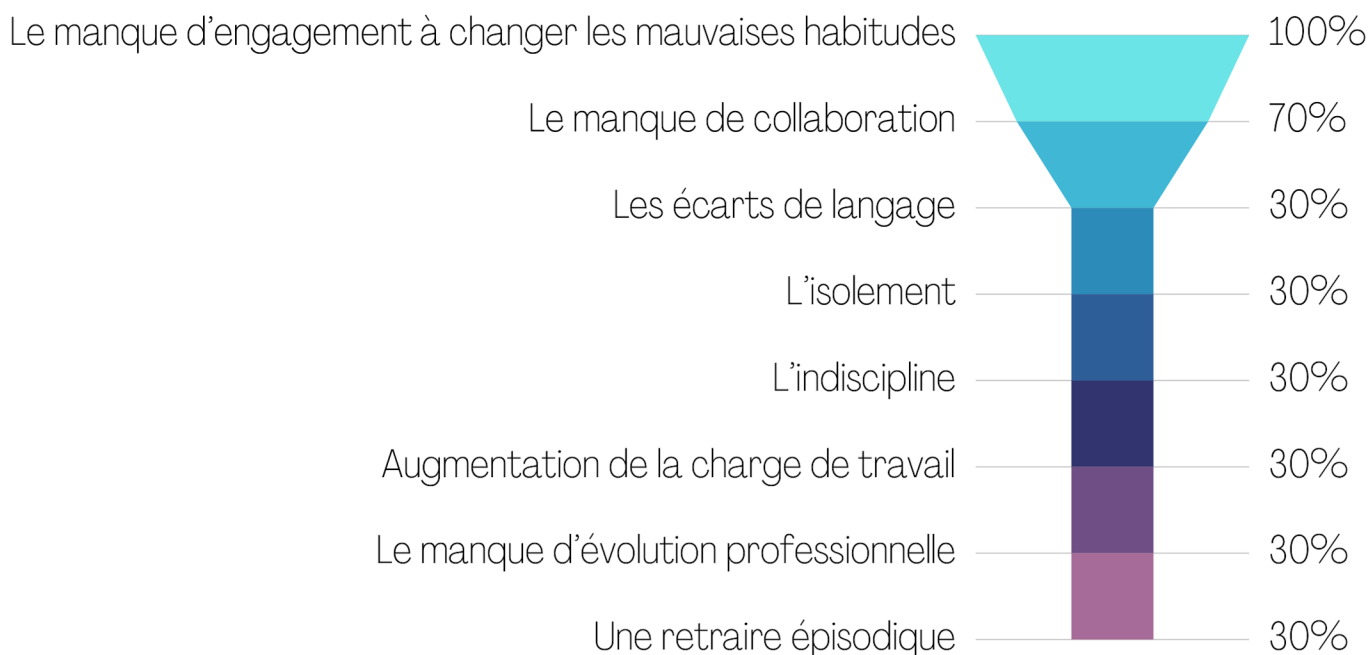 Le manque d’engagement à changer les mauvaises habitudes 100%
Le manque de collaboration 70%
Les écarts de langage 30%
L’isolement 30%
L’indiscipline 30%
Augmentation de la charge de travail 30%
Le manque d’évolution professionnelle 30%
Une retraire épisodique 30%